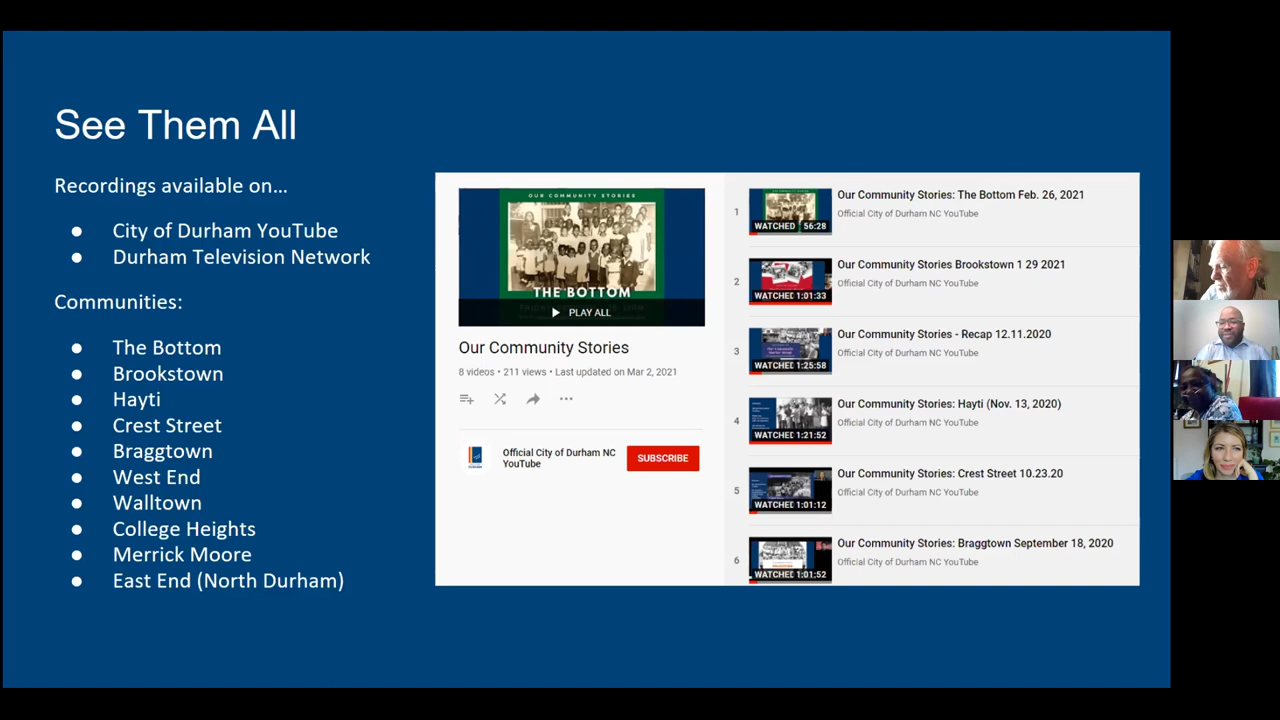 See Them All
Recordings available on…
● City of Durham YouTube
● Durham Television Network
Communities:
● The Bottom
● Brookstown
● Hayti
● Crest Street
● Braggtown
● West End
● Walltown
● College Heights
● Merrick Moore
● East End (North Durham)
OUR COMMUNITY STORIES
THE BOTTOM
PLAY ALL
Our Community Stories
8 videos • 211 views • Last updated on Mar 2, 2021
Official City of Durham NC
YouTube
SUBSCRIBE
1
WATCHED 56:28
Our Community Stories: The Bottom Feb. 26, 2021
Official City of Durham NC YouTube
2
WATCHED 1:01:33
Our Community Stories Brookstown 1 29 2021
Official City of Durham NC YouTube
3
1:25:58
Our Community Stories - Recap 12.11.2020
Official City of Durham NC YouTube
4
WATCHED 1:21:52
Our Community Stories: Hayti (Nov. 13, 2020)
Official City of Durham NC YouTube
5
WATCHED 1:01:12
Our Community Stories: Crest Street 10.23.20
Official City of Durham NC YouTube
6
WATCHED 1:01:52
Our Community Stories: Braggtown September 18, 2020
Official City of Durham NC YouTube